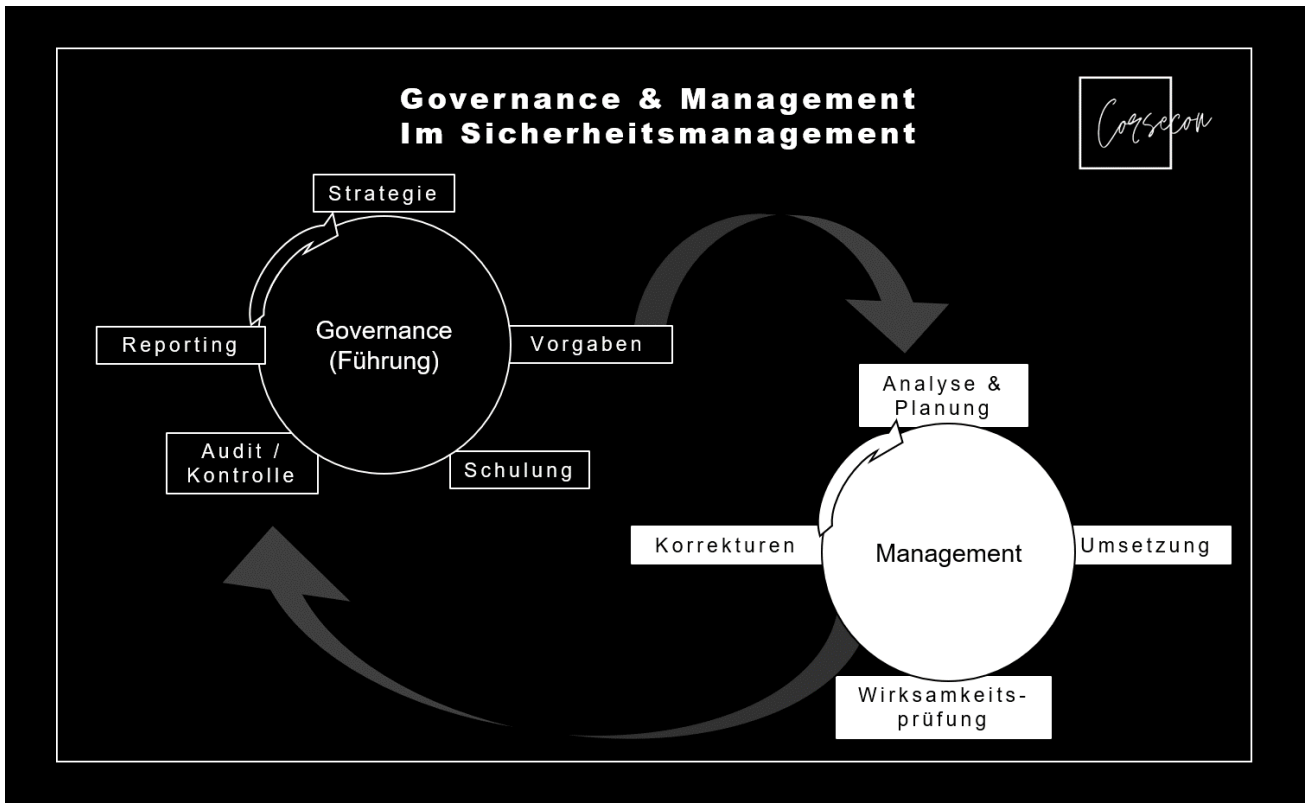 Governance & Management
Im Sicherheitsmanagement
Corsecon
Strategie
Governance
(Führung)
Reporting
Vorgaben
Audit /
Kontrolle
Schulung
Analyse &
Planung
Korrekturen
Management
Umsetzung
Wirksamkeits-
prüfung